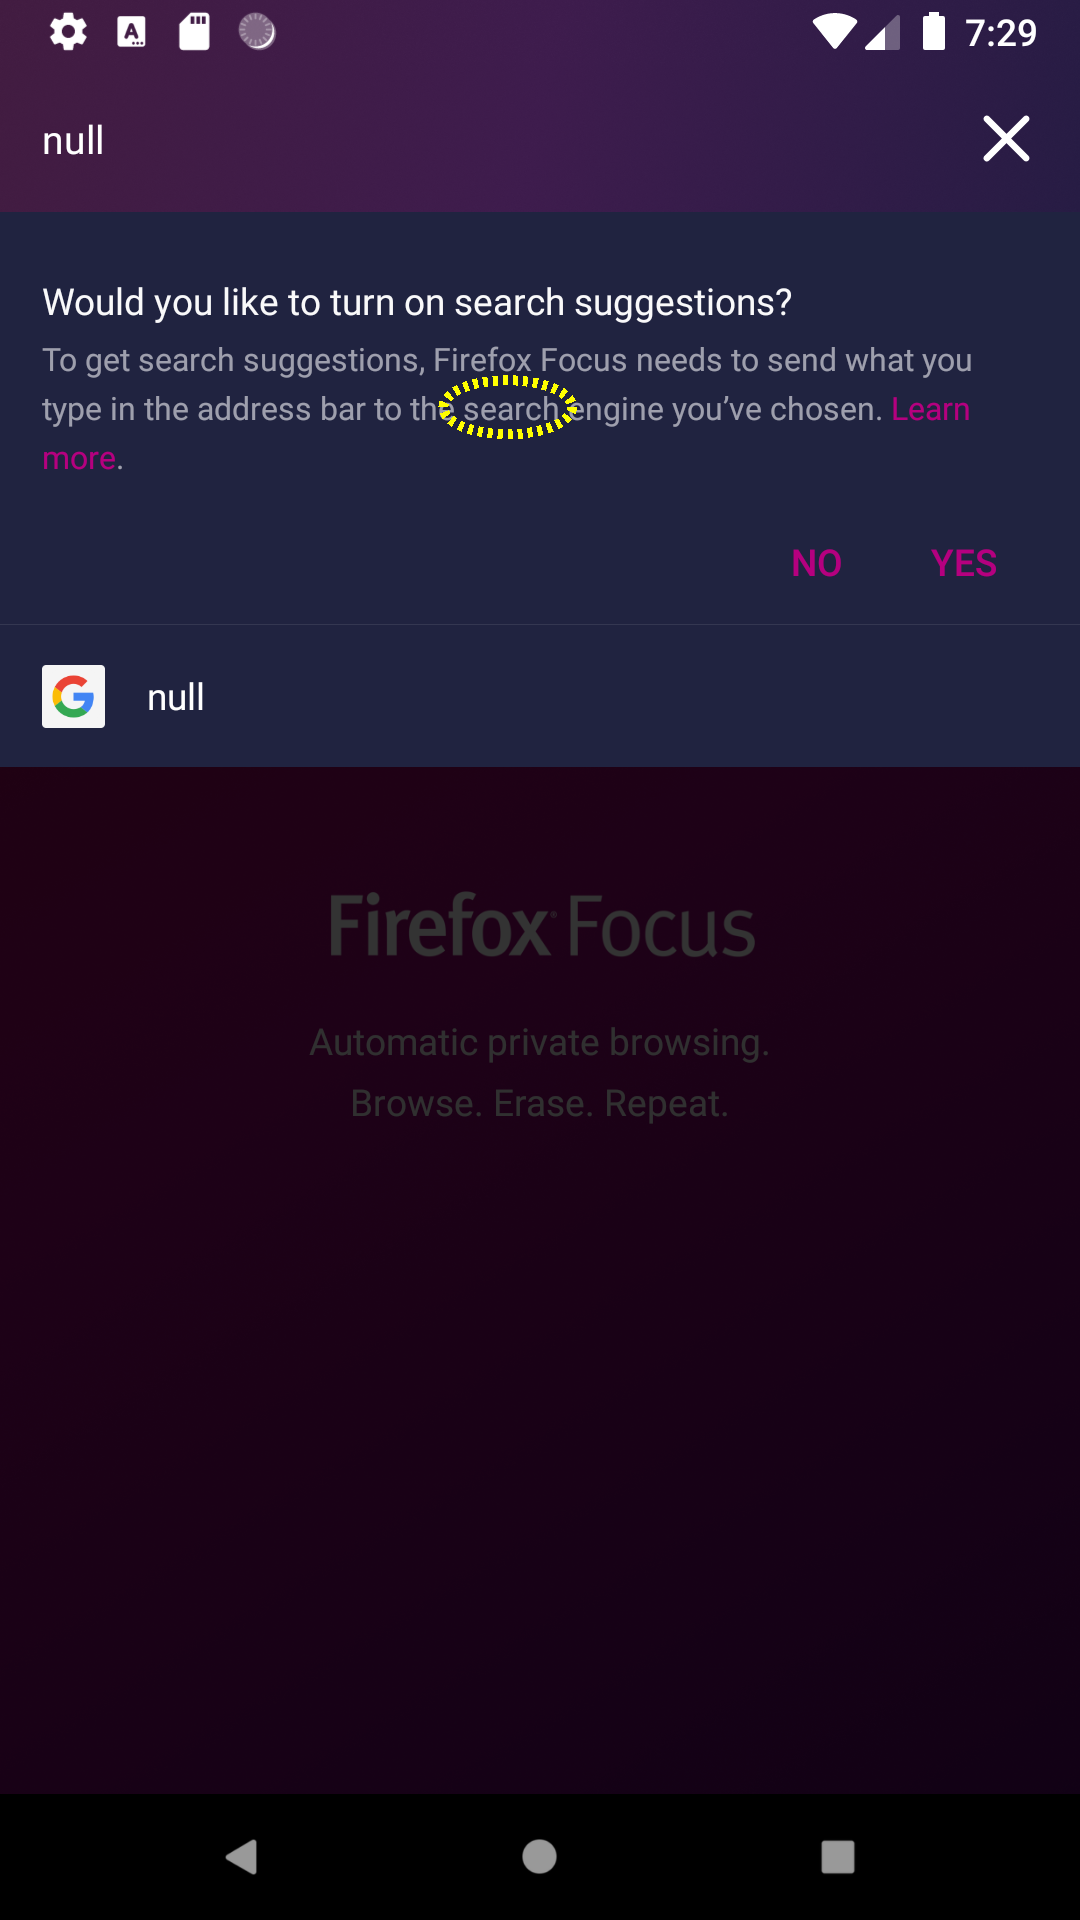 7:29
null
Would you like to turn on search suggestions?
To get search suggestions, Firefox Focus needs to send what you
type in the address bar to the search engine you’ve chosen. Learn
more.
NO YES
null
Firefox Focus
Automatic private browsing.
Browse. Erase. Repeat.